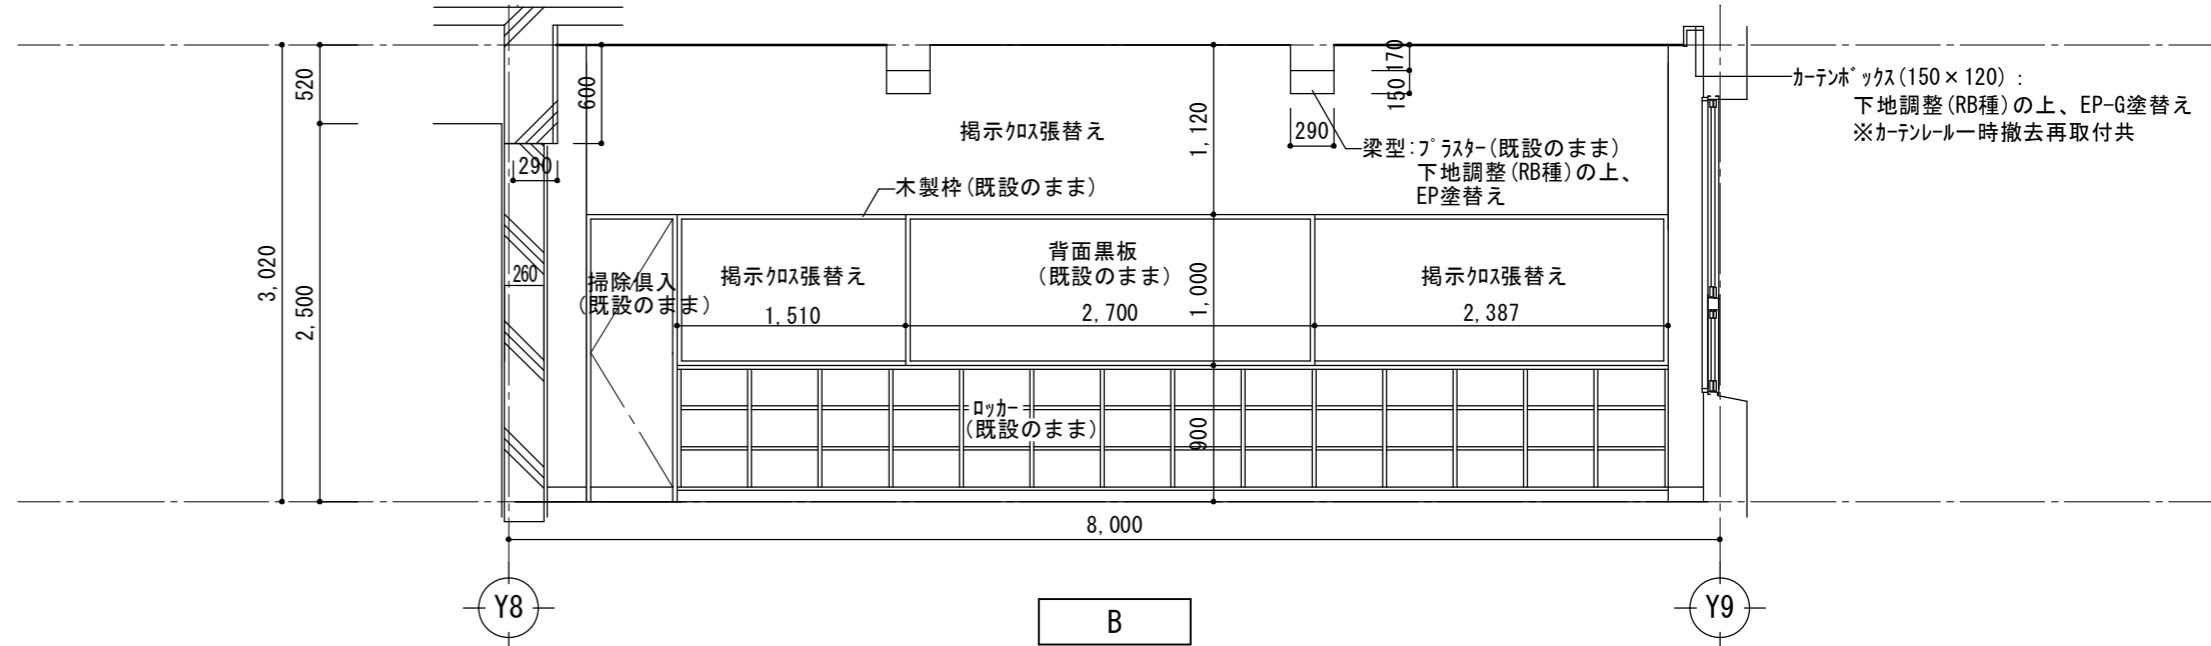 520
3,020
2,500
600
290
260
掲示クロス張替え
1,120
150
170
290
カーテンボックス(150×120):
下地調整(RB種)の上、EP-G塗替え
※カーテンレール一時撤去再取付共
梁型:プラスター(既設のまま)
下地調整(RB種)の上、
EP塗替え
木製枠(既設のまま)
掃除倶入
(既設のまま)
掲示クロス張替え
1,510
背面黒板
(既設のまま)
2,700
1,000
掲示クロス張替え
2,387
ロッカー
(既設のまま)
900
8,000
Y8
B
Y9